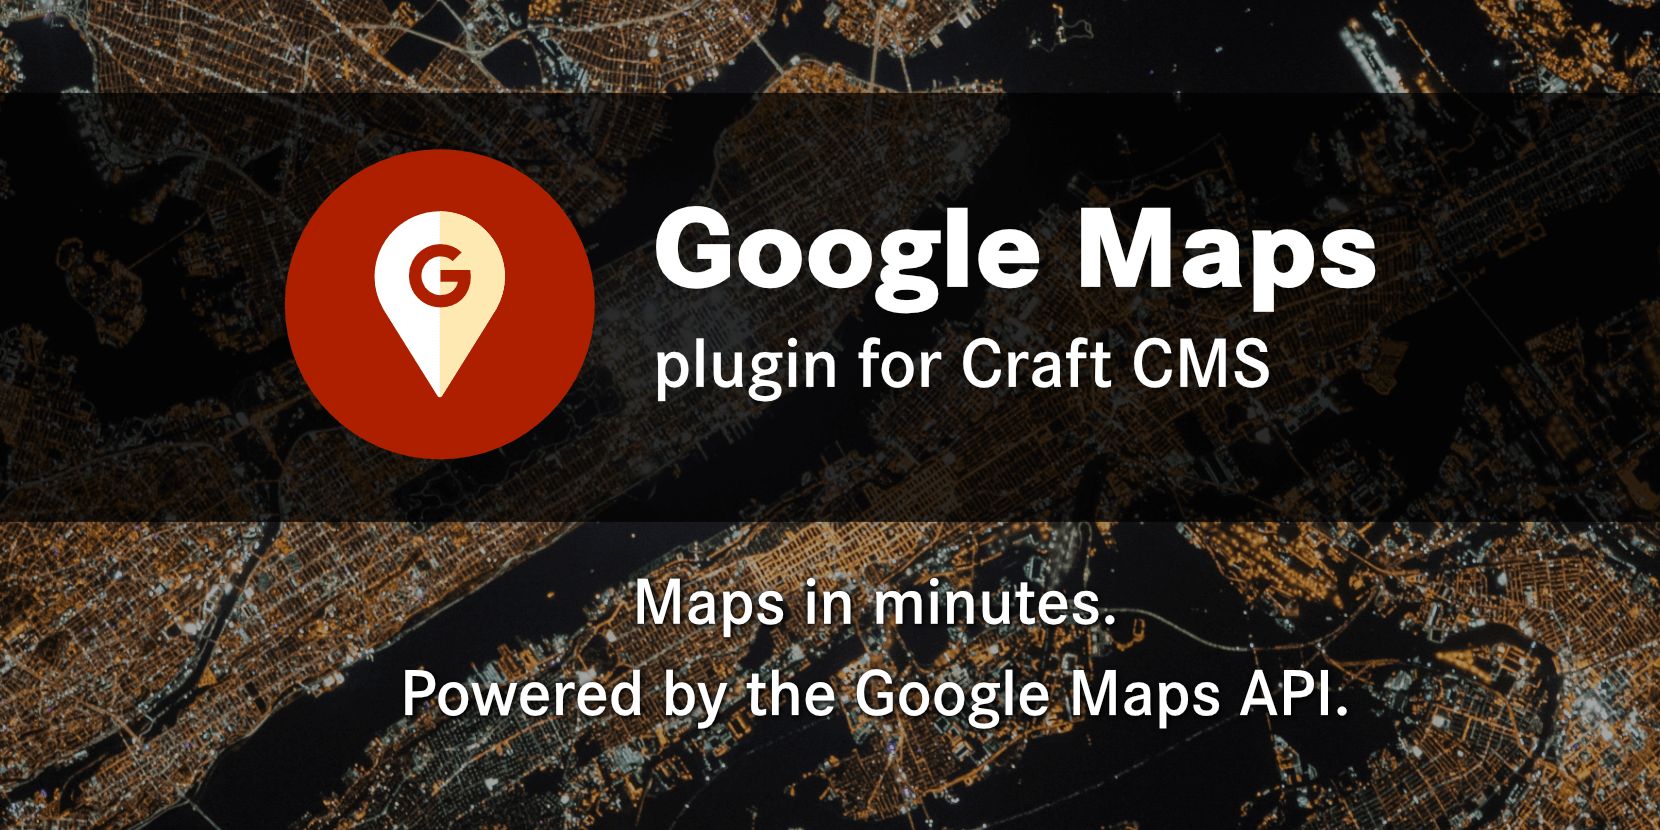 G
Google Maps
plugin for Craft CMS
Maps in minutes.
Powered by the Google Maps API.